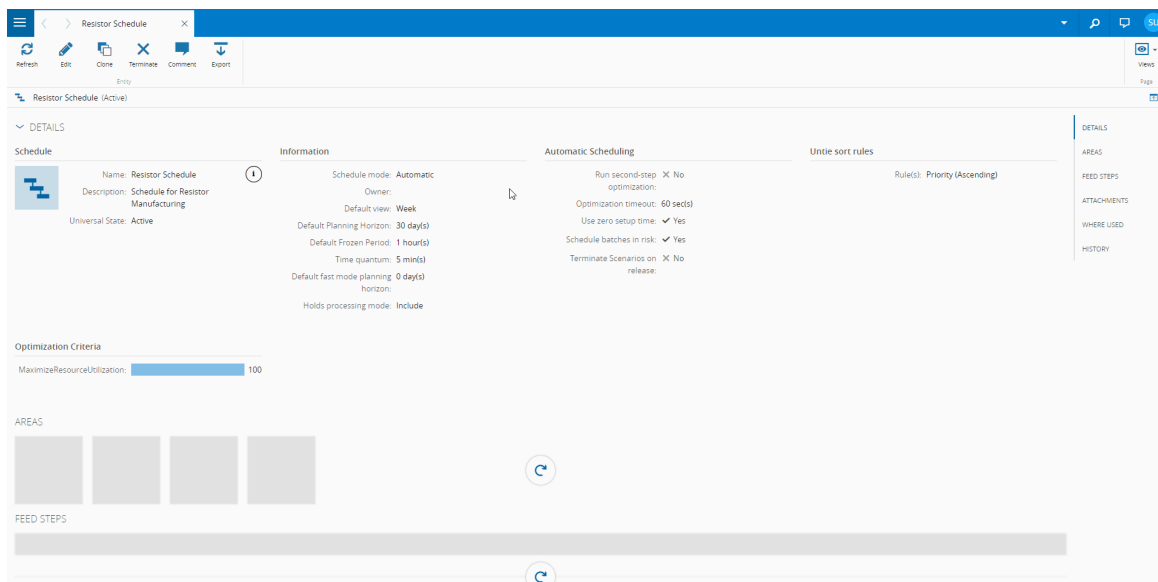 Resistor Schedule
SU
Refresh
Edit
Clone
Terminate
Comment
Export
Views
Entity
Page
Resistor Schedule (Active)
DETAILS
Schedule
Name: Resistor Schedule
Description: Schedule for Resistor
Manufacturing
Universal State: Active
Information
Schedule mode: Automatic
Owner:
Default view: Week
Default Planning Horizon: 30 day(s)
Default Frozen Period: 1 hour(s)
Time quantum: 5 min(s)
Default fast mode planning 0 day(s)
horizon:
Holds processing mode: Include
Automatic Scheduling
Run second-step No
optimization:
Optimization timeout: 60 sec(s)
Use zero setup time: Yes
Schedule batches in risk: Yes
Terminate Scenarios on No
release:
Untie sort rules
Rule(s): Priority (Ascending)
Optimization Criteria
MaximizeResourceUtilization: 100
AREAS
FEED STEPS
DETAILS
AREAS
FEED STEPS
ATTACHMENTS
WHERE USED
HISTORY